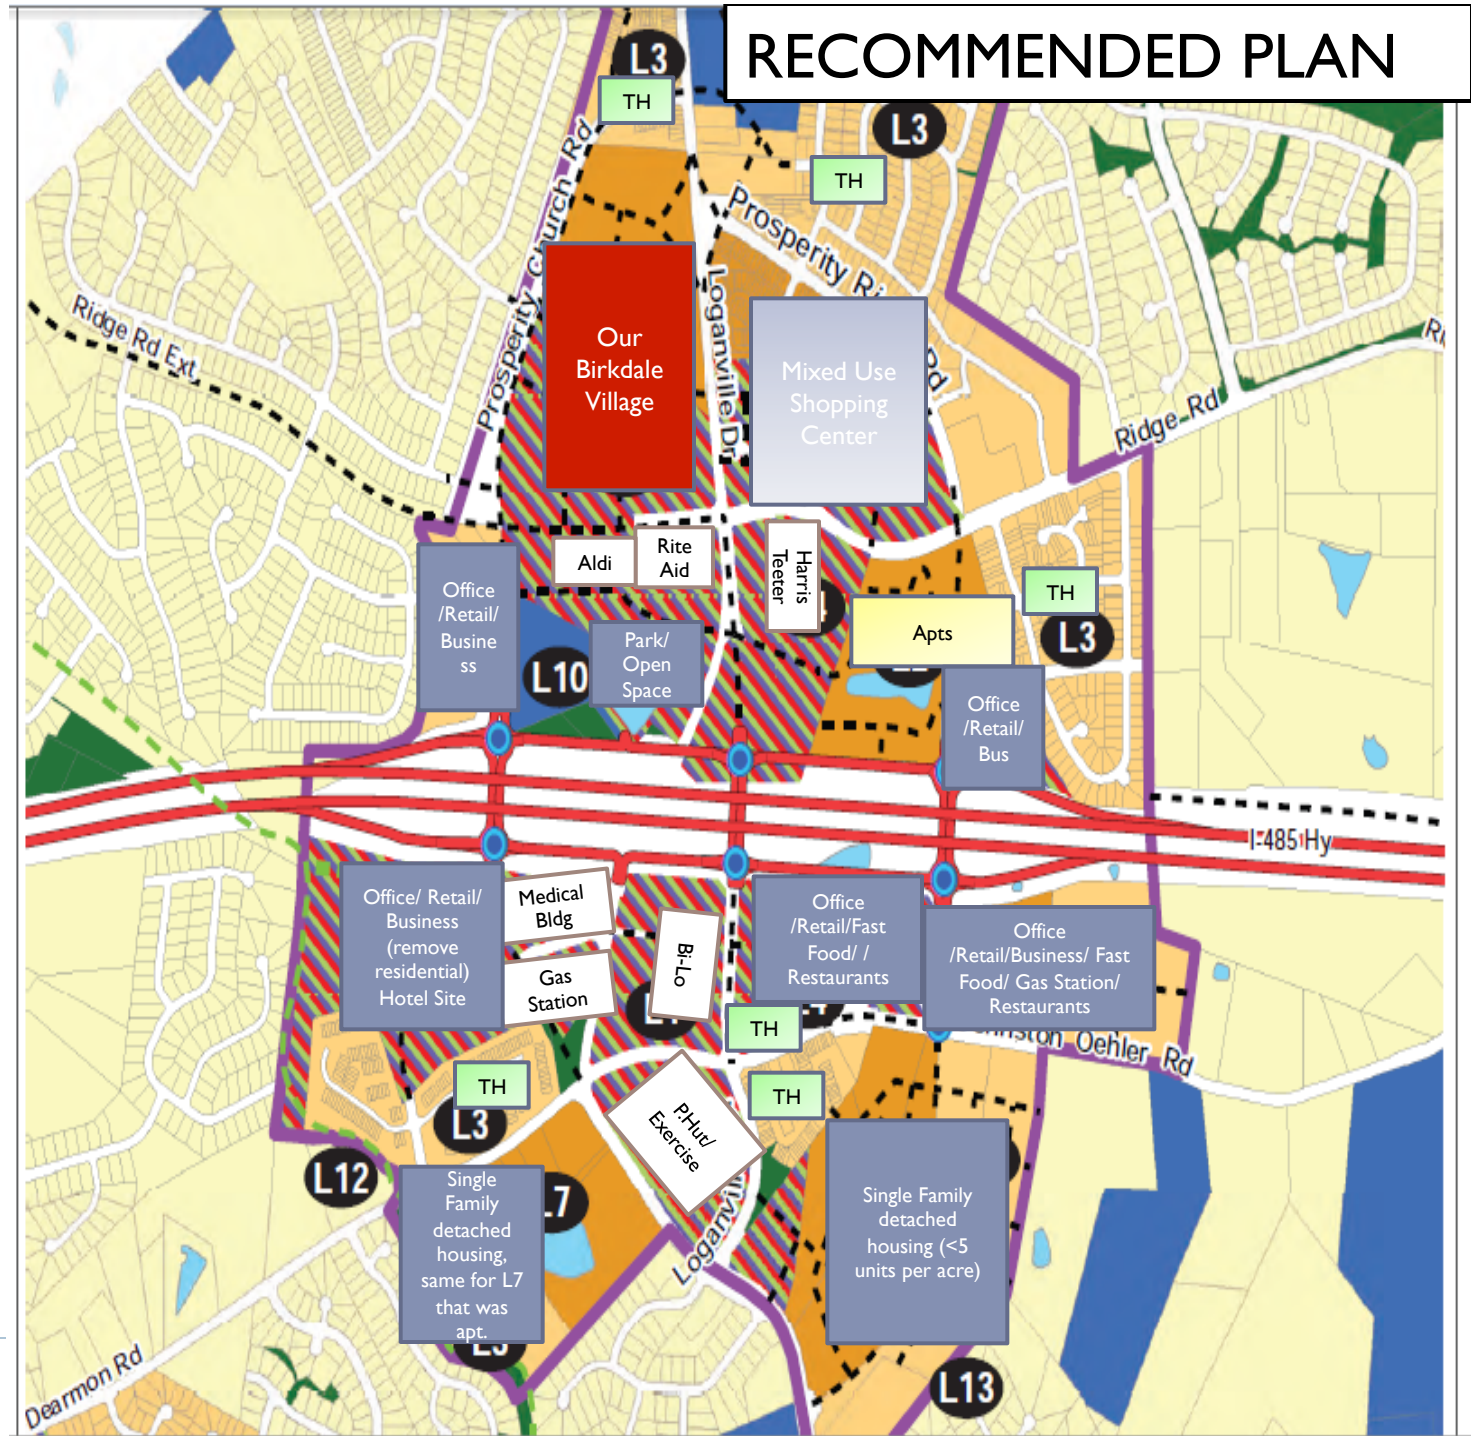 RECOMMENDED PLAN
L3
TH
L3
TH
Prosperity Church Rd
Prosperity Ri
Rd
Loganville Dr
Ridge Rd Ext
Our
Birkdale
Village
Mixed Use
Shopping
Center
Ridge Rd
Aldi
Rite
Aid
Harris
Teeter
Office
/Retail/
Busine
ss
L10
Park/
Open
Space
Apts
TH
L3
Office
/Retail/
Bus
I-485 Hy
Office/ Retail/
Business
(remove
residential)
Hotel Site
Medical
Bldg
Gas
Station
Bi-Lo
Office
/Retail/Fast
Food/ /
Restaurants
Office
/Retail/Business/ Fast
Food/ Gas Station/
Restaurants
TH
Oehler Rd
TH
L3
TH
P.Hut/
Exercise
L12
Single
Family
detached
housing,
same for L7
that was
apt.
L7
Single Family
detached
housing (<5
units per acre)
Dearmon Rd
L13